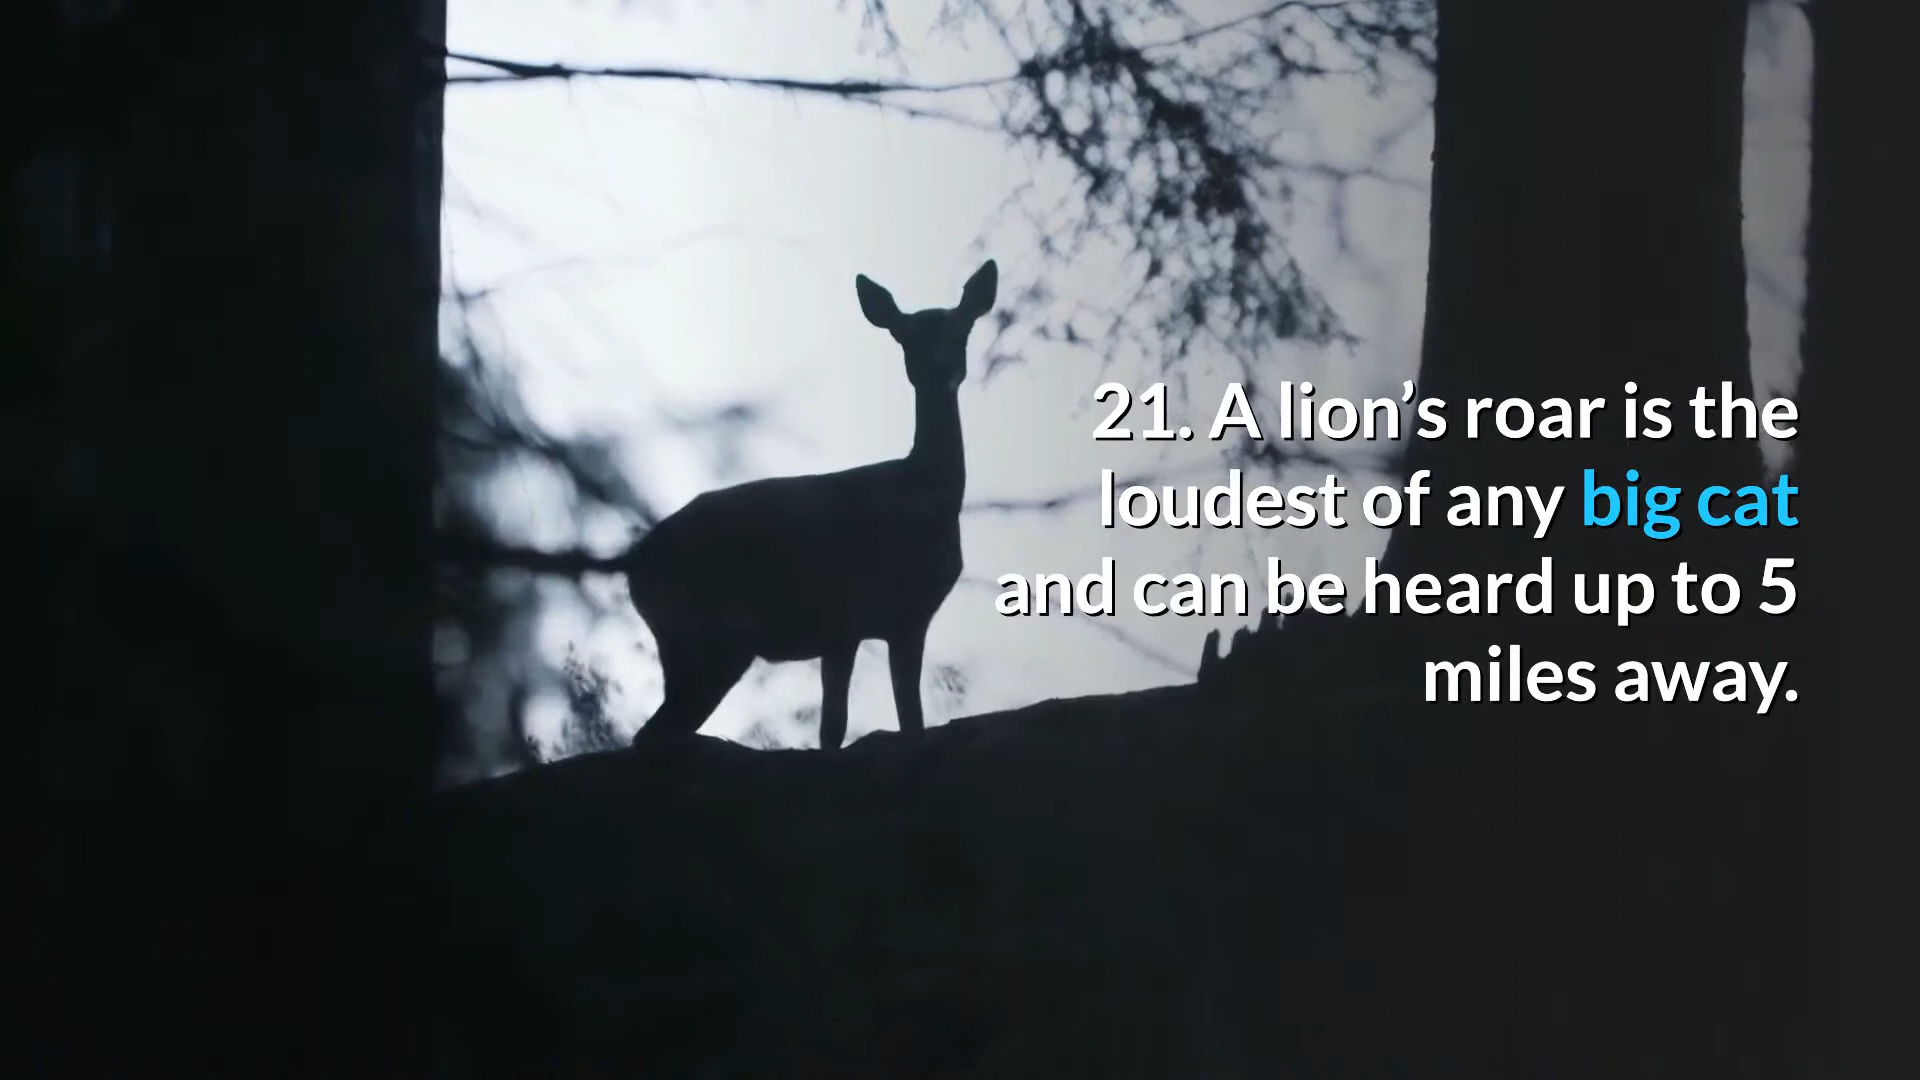 21. A lion’s roar is the
loudest of any big cat
and can be heard up to 5
miles away.